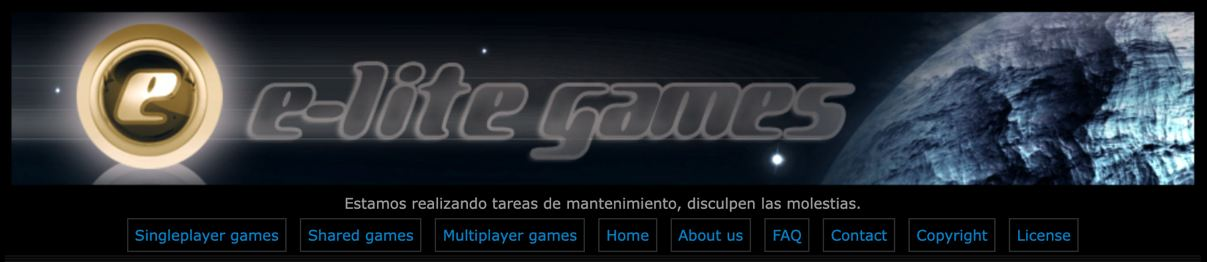 e e-lite games
Estamos realizando tareas de mantenimiento, disculpen las molestias.
Singleplayer games Shared games Multiplayer games Home About us FAQ Contact Copyright License